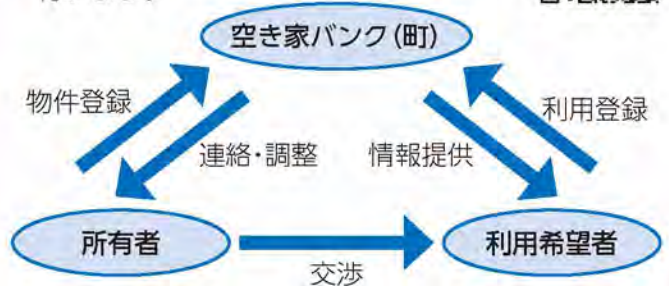 空き家バンク(町)
物件登録
利用登録
連絡・調整
情報提供
所有者
利用希望者
交渉